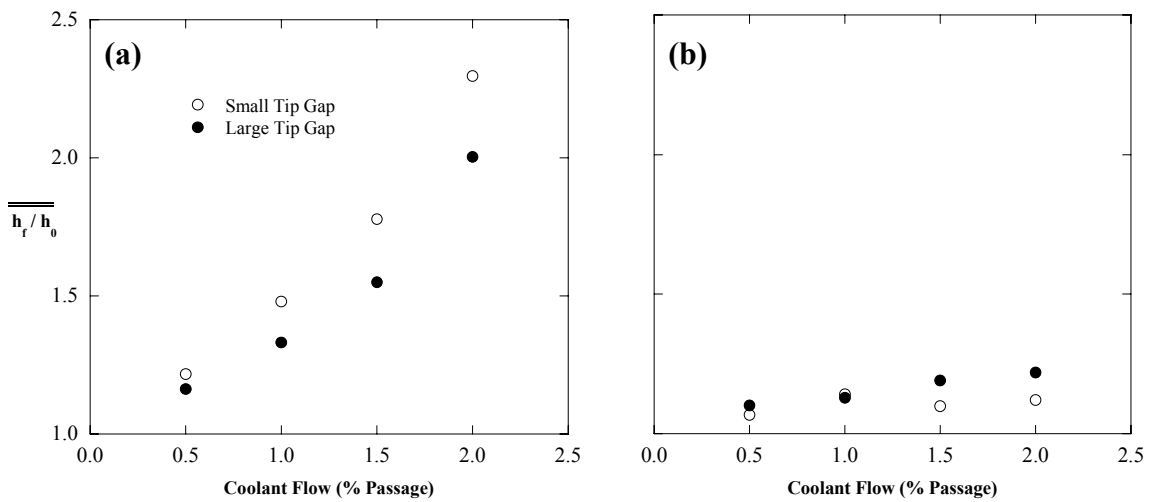 2.5
(a)
Small Tip Gap
Large Tip Gap
2.0
h_f / h_0
1.5
1.0
0.0 0.5 1.0 1.5 2.0 2.5
Coolant Flow (% Passage)
(b)
0.0 0.5 1.0 1.5 2.0 2.5
Coolant Flow (% Passage)